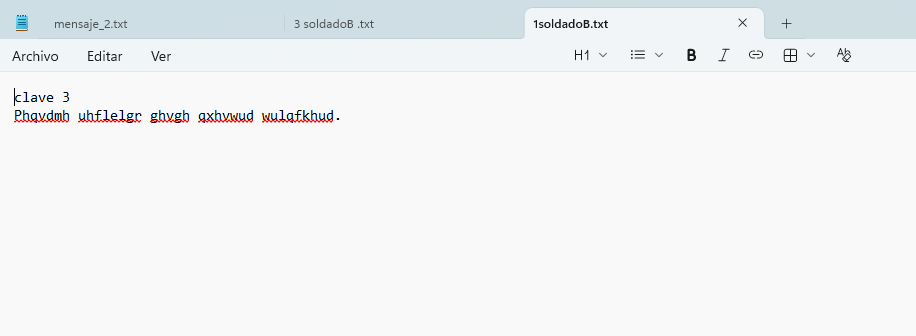 mensaje_2.txt 3 soldadoB .txt 1soldadoB.txt
Archivo Editar Ver H1 B I
clave 3
Phqvdmh uhflelgr ghvgh qxhvwud wulqfkhud.